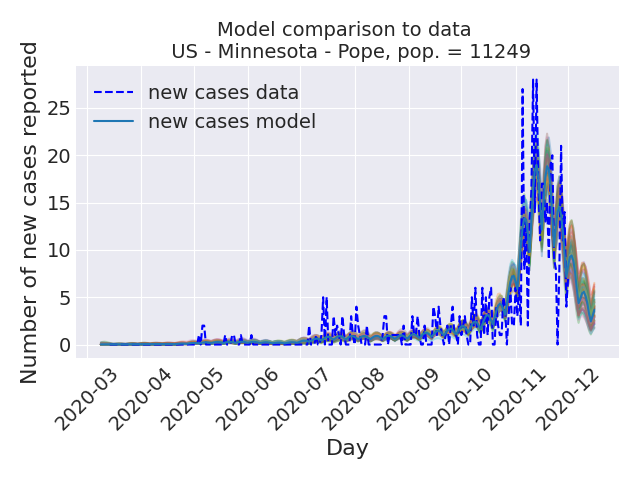 Model comparison to data
US - Minnesota - Pope, pop. = 11249
new cases data
new cases model
Number of new cases reported
25
20
15
10
5
0
2020-03
2020-04
2020-05
2020-06
2020-07
2020-08
2020-09
2020-10
2020-11
2020-12
Day